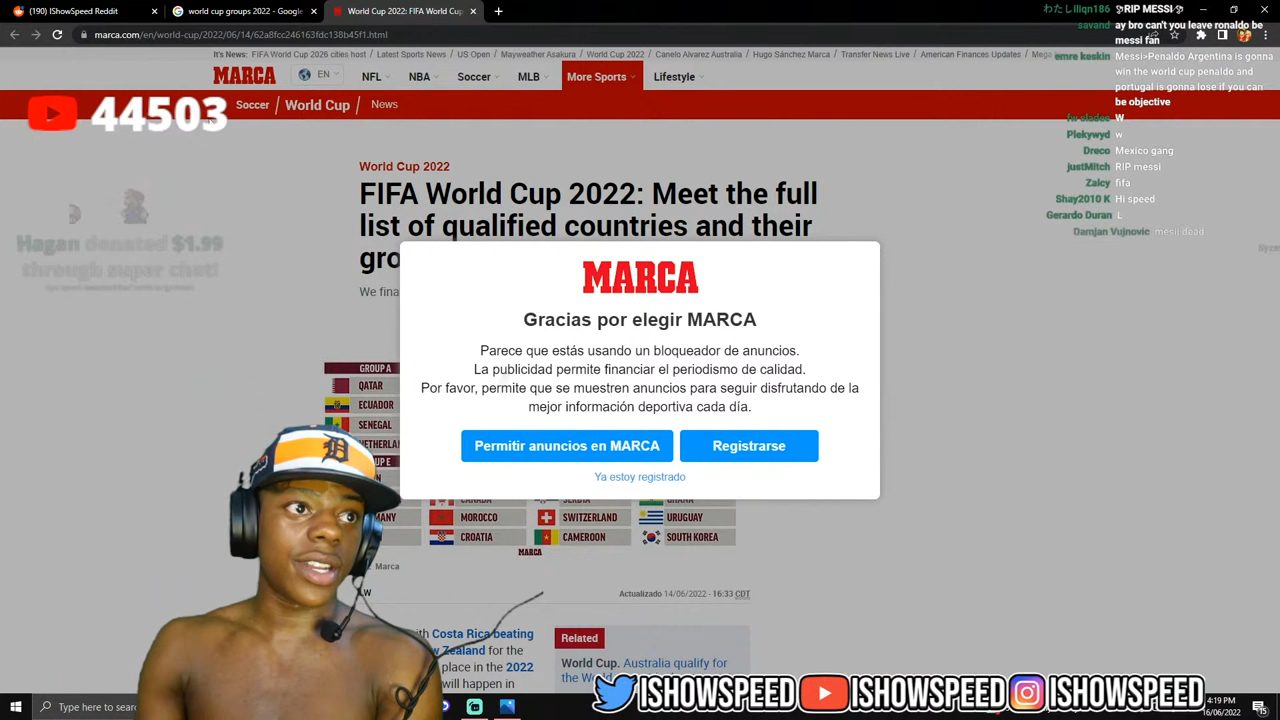 (190) IShowSpeed Reddit
world cup groups 2022 - Google
World Cup 2022: FIFA World Cup
marca.com/en/world-cup/2022/06/14/62a8fcc246163fdc138b45f1.html
It's News: FIFA World Cup 2026 cities host Latest Sports News US Open Mayweather Asakura World Cup 2022 Canelo Alvarez Australia Hugo Sánchez Marca Transfer News Live American Finances Updates
MARCA EN NFL NBA Soccer MLB More Sports Lifestyle
Soccer World Cup News
44503
RIP MESSI
savand ay bro can't you leave ronaldo be
messi fan
emre keskin Messi>Penaldo Argentina is gonna
win the world cup penaldo and
portugal is gonna lose if you can
be objective
W
Plekywyd w
Dreco Mexico gang
justMitch RIP messi
Zalcy fifa
Shay2010 K Hi speed
Gerardo Duran L
Damjan Vujnovic mesii dead
Hagan donated $1.99
through super chat!
World Cup 2022
FIFA World Cup 2022: Meet the full
list of qualified countries and their
gro
We fina
MARCA
Gracias por elegir MARCA
Parece que estás usando un bloqueador de anuncios.
La publicidad permite financiar el periodismo de calidad.
Por favor, permite que se muestren anuncios para seguir disfrutando de la
mejor información deportiva cada día.
Permitir anuncios en MARCA
Registrarse
Ya estoy registrado
GROUP A
QATAR
ECUADOR
SENEGAL
CANADA SERBIA GHANA
MOROCCO SWITZERLAND URUGUAY
CROATIA CAMEROON SOUTH KOREA
MARCA
Marca
Actualizado 14/06/2022 - 16:33 CDT
Costa Rica beating
Zealand for the
place in the 2022
will happen in
Related
World Cup. Australia qualify for
the
D
Type here to searc
ISHOWSPEED ISHOWSPEED ISHOWSPEED
4:19 PM
16/06/2022
15